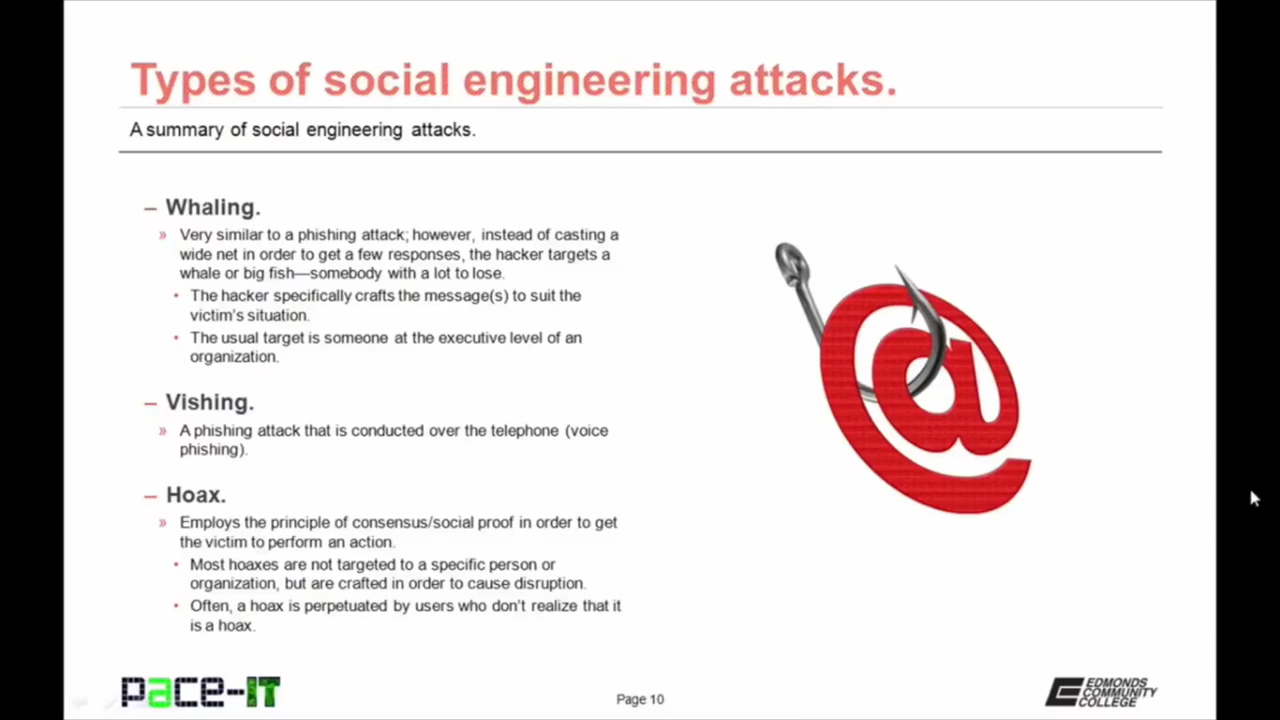 Types of social engineering attacks.
A summary of social engineering attacks.
– Whaling.
» Very similar to a phishing attack; however, instead of casting a
wide net in order to get a few responses, the hacker targets a
whale or big fish—somebody with a lot to lose.
• The hacker specifically crafts the message(s) to suit the
victim's situation.
• The usual target is someone at the executive level of an
organization.
– Vishing.
» A phishing attack that is conducted over the telephone (voice
phishing).
– Hoax.
» Employs the principle of consensus/social proof in order to get
the victim to perform an action.
• Most hoaxes are not targeted to a specific person or
organization, but are crafted in order to cause disruption.
• Often, a hoax is perpetuated by users who don't realize that it
is a hoax.
@
pace-IT
Page 10
EDMONDS
COMMUNITY
COLLEGE